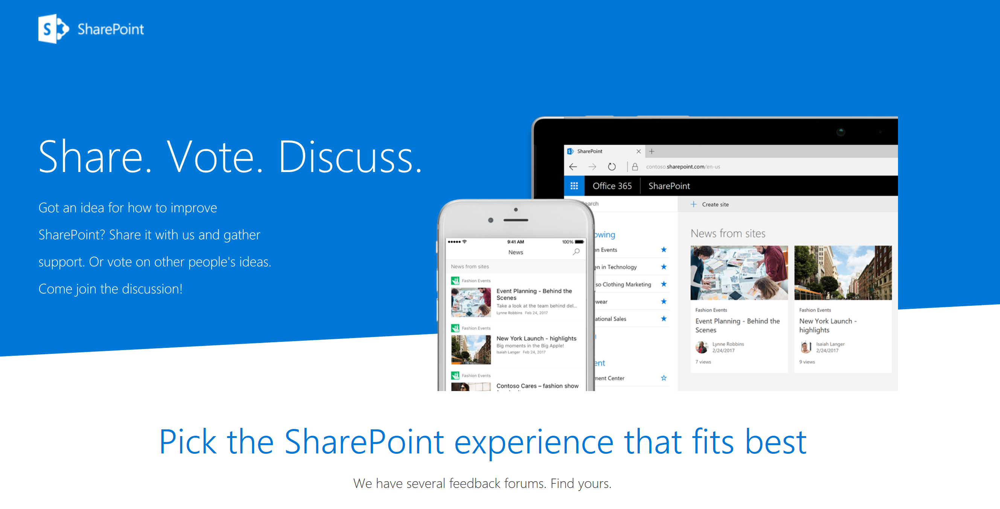 S SharePoint
Share. Vote. Discuss.
Got an idea for how to improve
SharePoint? Share it with us and gather
support. Or vote on other people's ideas.
Come join the discussion!
S SharePoint
contoso.sharepoint.com/en-us
Office 365 SharePoint
earch
Create site
owing
n Events
en in Technology
so Clothing Marketing
wear
ational Sales
ent
ment Center
News from sites
Fashion Events
Event Planning - Behind the
Scenes
Lynne Robbins
2/24/2017
7 views
Fashion Events
New York Launch -
highlights
Isaiah Langer
2/24/2017
9 views
9:41 AM 100%
News
News from sites
Fashion Events
Event Planning - Behind the
Scenes
Take a look at the team behind del...
Lynne Robbins Feb 24, 2017
Fashion Events
New York Launch - highlights
Big moments in the Big Apple!
Isaiah Langer Feb 24, 2017
Fashion Events
Contoso Cares – fashion show
Pick the SharePoint experience that fits best
We have several feedback forums. Find yours.